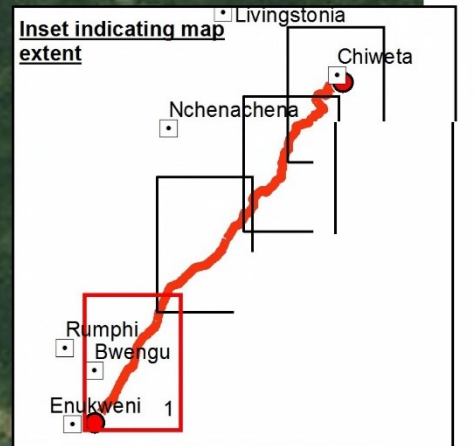 Livingstonia
Inset indicating map
extent
Chiweta
Nchenachena
Rumphi
Bwengu
Enukweni
1